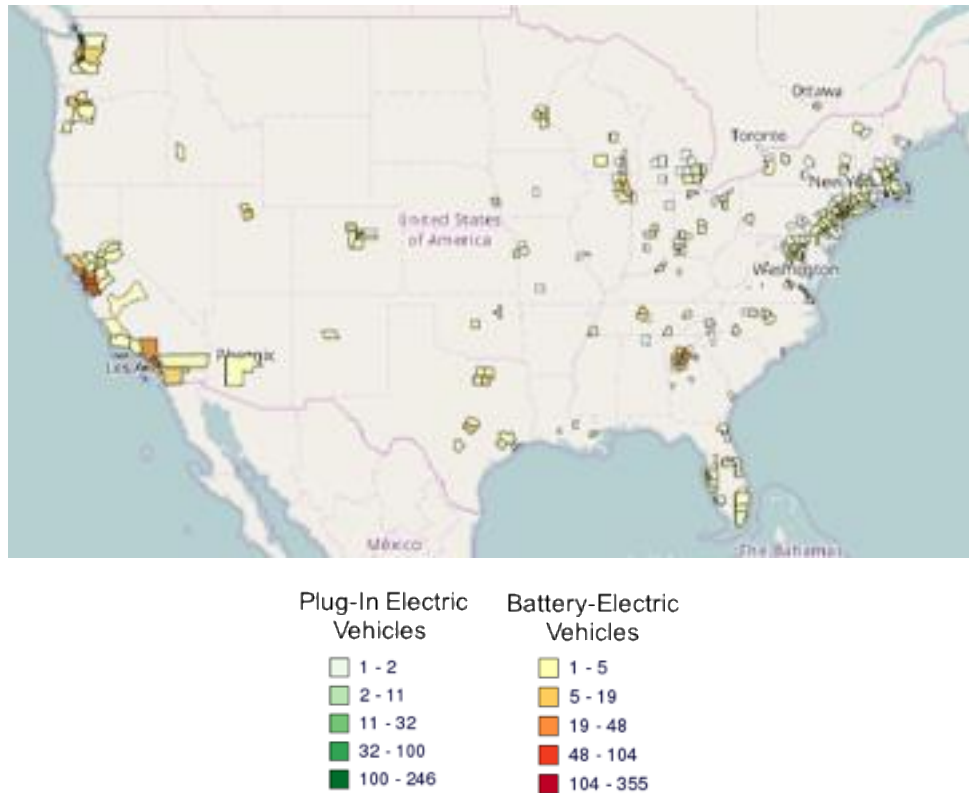 Ottawa
Toronto
New York
United States
of America
Washington
Phoenix
México
The Bahamas
Plug-In Electric
Vehicles
1 - 2
2 - 11
11 - 32
32 - 100
100 - 246
Battery-Electric
Vehicles
1 - 5
5 - 19
19 - 48
48 - 104
104 - 355